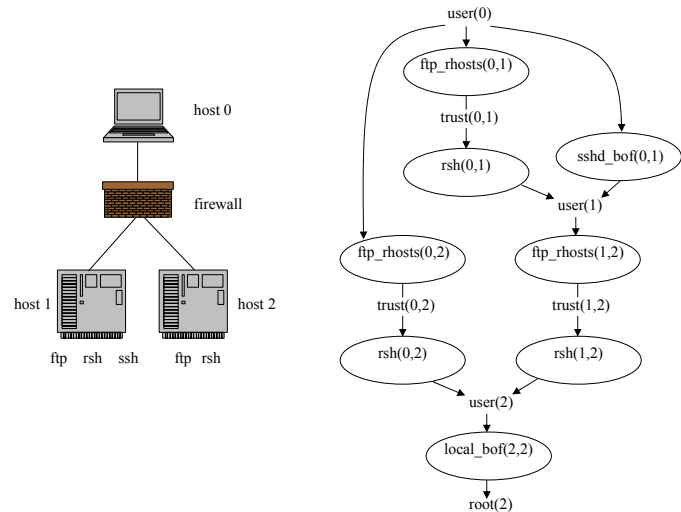 host 0
firewall
host 1
host 2
ftp rsh ssh
ftp rsh
user(0)
ftp_rhosts(0,1)
trust(0,1)
rsh(0,1)
sshd_bof(0,1)
user(1)
ftp_rhosts(0,2)
ftp_rhosts(1,2)
trust(0,2)
trust(1,2)
rsh(0,2)
rsh(1,2)
user(2)
local_bof(2,2)
root(2)